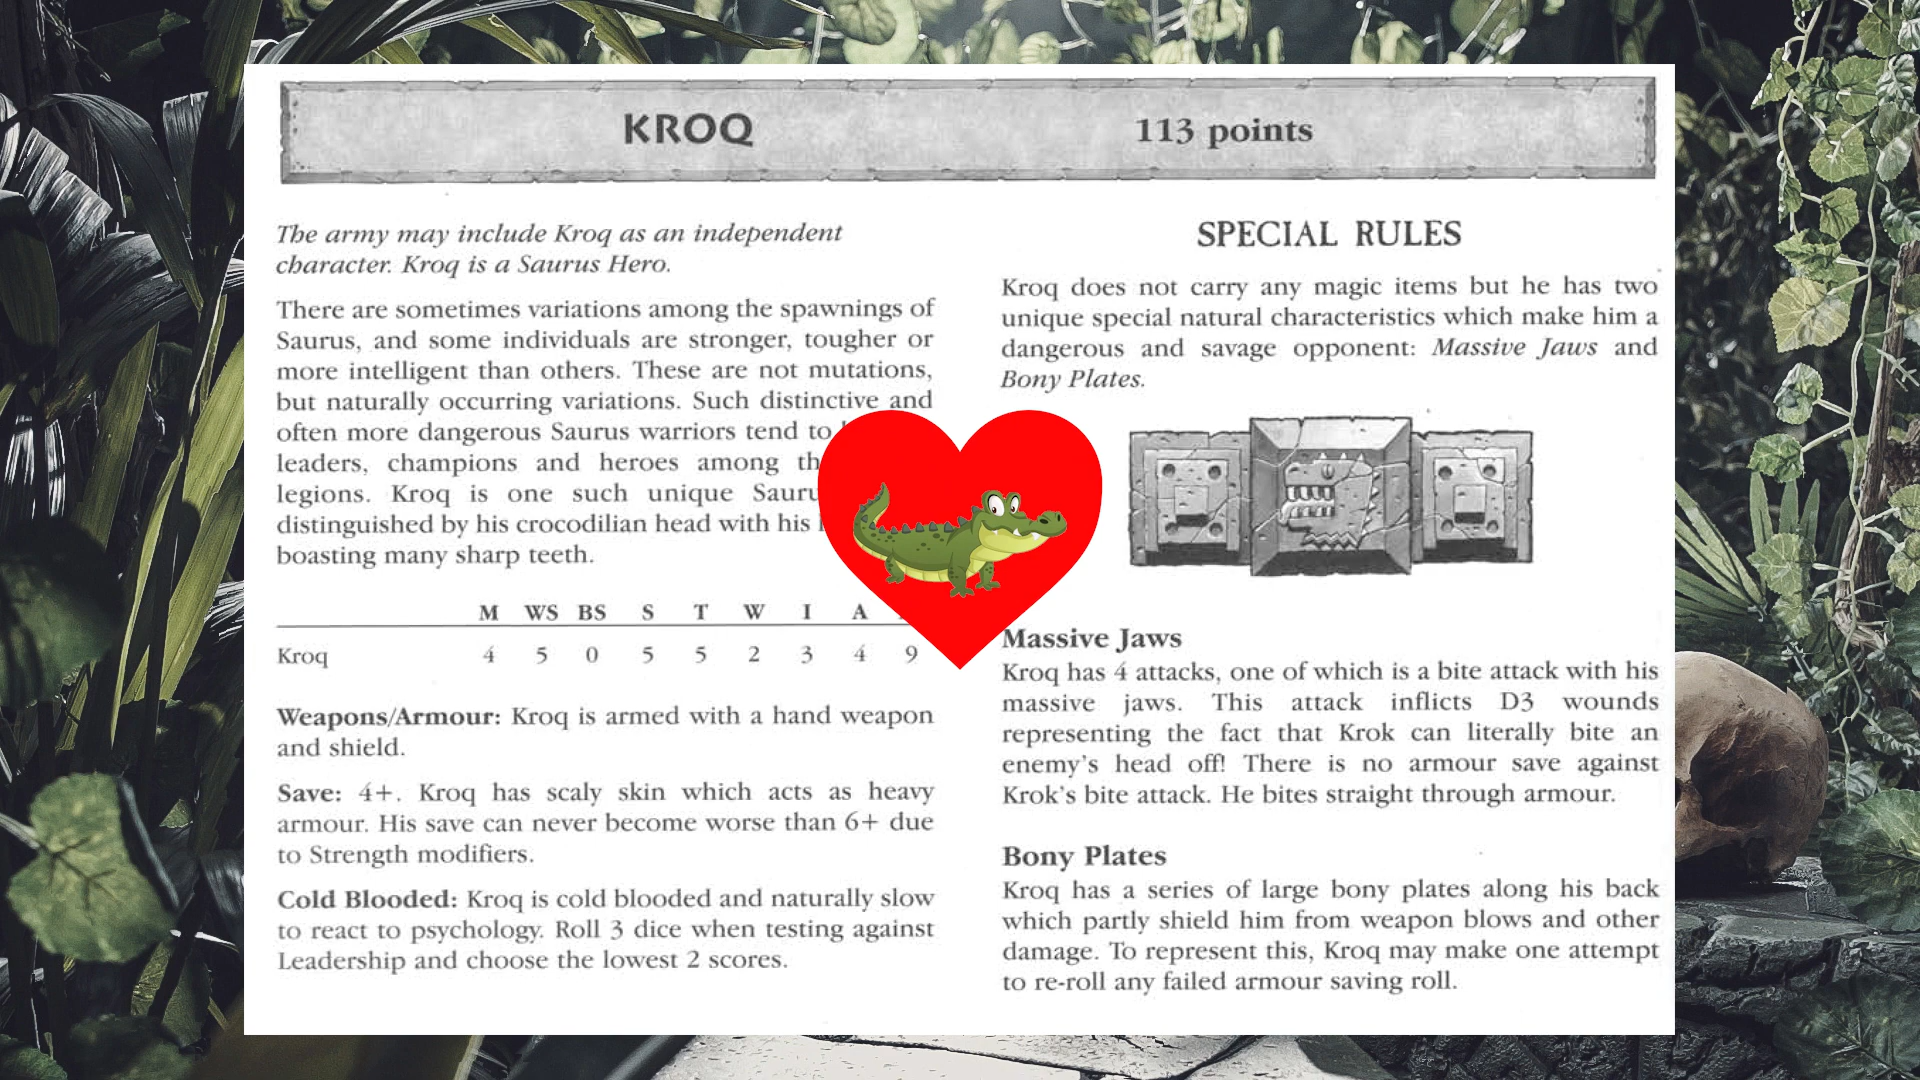 KROQ
113 points
The army may include Kroq as an independent
character. Kroq is a Saurus Hero.
There are sometimes variations among the spawnings of
Saurus, and some individuals are stronger, tougher or
more intelligent than others. These are not mutations,
but naturally occurring variations. Such distinctive and
often more dangerous Saurus warriors tend to
leaders, champions and heroes among
legions. Kroq is one such unique
distinguished by his crocodilian head with his
boasting many sharp teeth.
M WS BS S T W I A
Kroq 4 5 0 5 5 2 3 4 9
Weapons/Armour: Kroq is armed with a hand weapon
and shield.
Save: 4+. Kroq has scaly skin which acts as heavy
armour. His save can never become worse than 6+ due
to Strength modifiers.
Cold Blooded: Kroq is cold blooded and naturally slow
to react to psychology. Roll 3 dice when testing against
Leadership and choose the lowest 2 scores.
SPECIAL RULES
Kroq does not carry any magic items but he has two
unique special natural characteristics which make him a
dangerous and savage opponent: Massive Jaws and
Bony Plates.
Massive Jaws
Kroq has 4 attacks, one of which is a bite attack with his
massive jaws. This attack inflicts D3 wounds
representing the fact that Krok can literally bite an
enemy's head off! There is no armour save against
Krok's bite attack. He bites straight through armour.
Bony Plates
Kroq has a series of large bony plates along his back
which partly shield him from weapon blows and other
damage. To represent this, Kroq may make one attempt
to re-roll any failed armour saving roll.